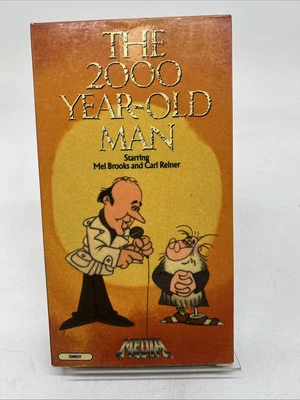 THE
2000
YEAR-OLD
MAN
Starring
Mel Brooks and Carl Reiner
MEDIA
COMEDY